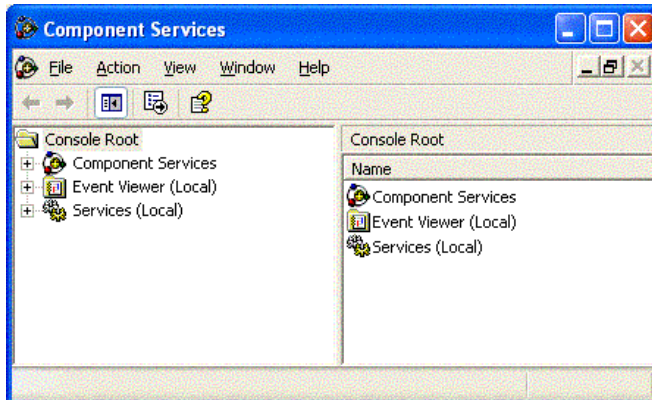 Component Services
File Action View Window Help
Console Root
Component Services
Event Viewer (Local)
Services (Local)
Console Root
Name
Component Services
Event Viewer (Local)
Services (Local)